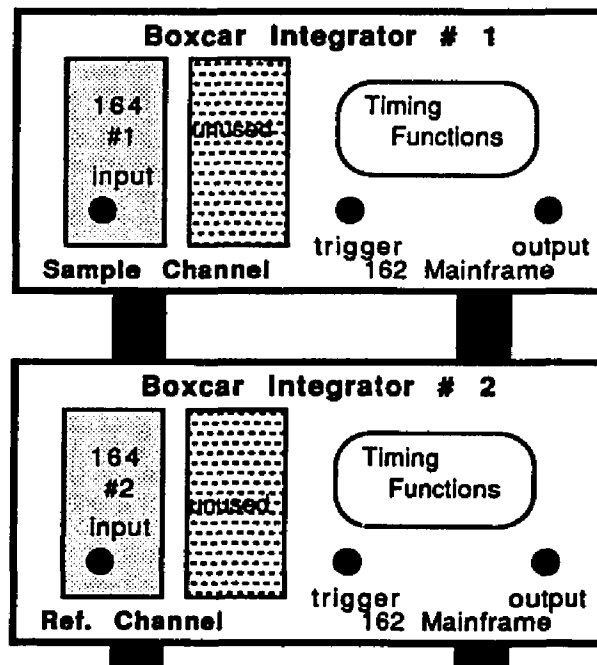 Boxcar Integrator # 1
164
#1
input
unused
Timing
Functions
trigger
output
Sample Channel
162 Mainframe
Boxcar Integrator # 2
164
#2
input
unused
Timing
Functions
trigger
output
Ref. Channel
162 Mainframe